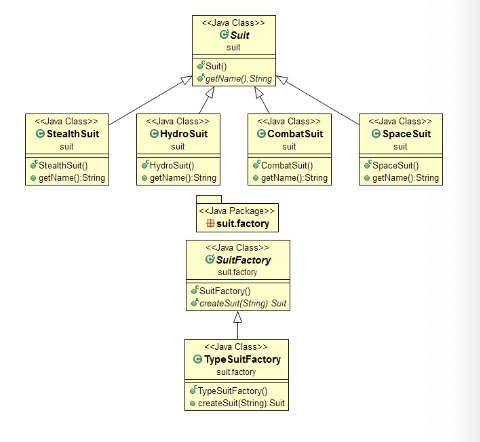 <<Java Class>>
Suit
suit
Suit()
getName():String
<<Java Class>>
StealthSuit
suit
StealthSuit()
getName():String
<<Java Class>>
HydroSuit
suit
HydroSuit()
getName():String
<<Java Class>>
CombatSuit
suit
CombatSuit()
getName():String
<<Java Class>>
SpaceSuit
suit
SpaceSuit()
getName():String
<<Java Package>>
suit.factory
<<Java Class>>
SuitFactory
suit.factory
SuitFactory()
createSuit(String):Suit
<<Java Class>>
TypeSuitFactory
suit.factory
TypeSuitFactory()
createSuit(String):Suit